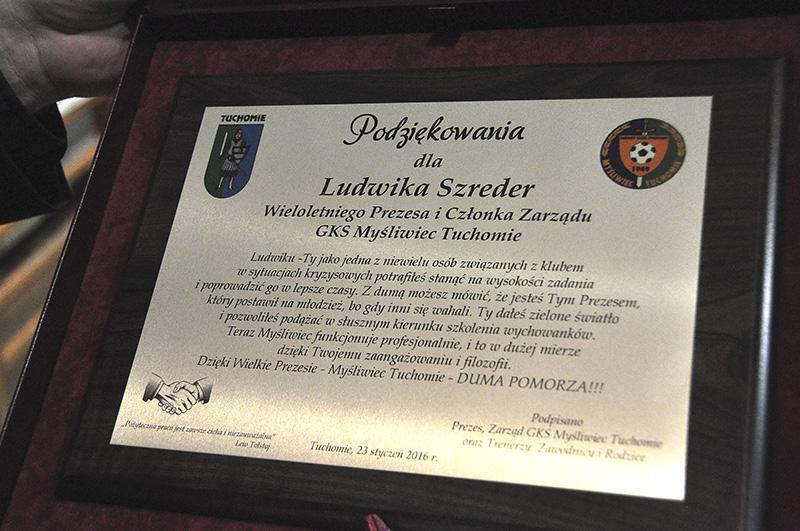 TUCHOMIE
Podziękowania
dla
Ludwika Szreder
Wieloletniego Prezesa i Członka Zarządu
GKS Myśliwiec Tuchomie
1949
MYŚLIWIEC TUCHOMIE
Ludwiku -Ty jako jedna z niewielu osób związanych z klubem
w sytuacjach kryzysowych potrafiłeś stanąć na wysokości zadania
i poprowadzić go w lepsze czasy. Z dumą możesz mówić, że jesteś Tym Prezesem,
który postawił na młodzież, bo gdy inni się wahali. Ty dałeś zielone światło
i pozwoliłeś podążać w słusznym kierunku szkolenia wychowanków.
Teraz Myśliwiec funkcjonuje profesjonalnie, i to w dużej mierze
dzięki Twojemu zaangażowaniu i filozofii.
Dzięki Wielkie Prezesie - Myśliwiec Tuchomie - DUMA POMORZA!!!
„Pożyteczna praca jest zawsze cicha i niezauważalna"
Lew Tołstoj
Tuchomie, 23 styczeń 2016 r.
Podpisano
Prezes, Zarząd GKS Myśliwiec Tuchomie
oraz Trenerzy, Zawodnicy i Rodzice